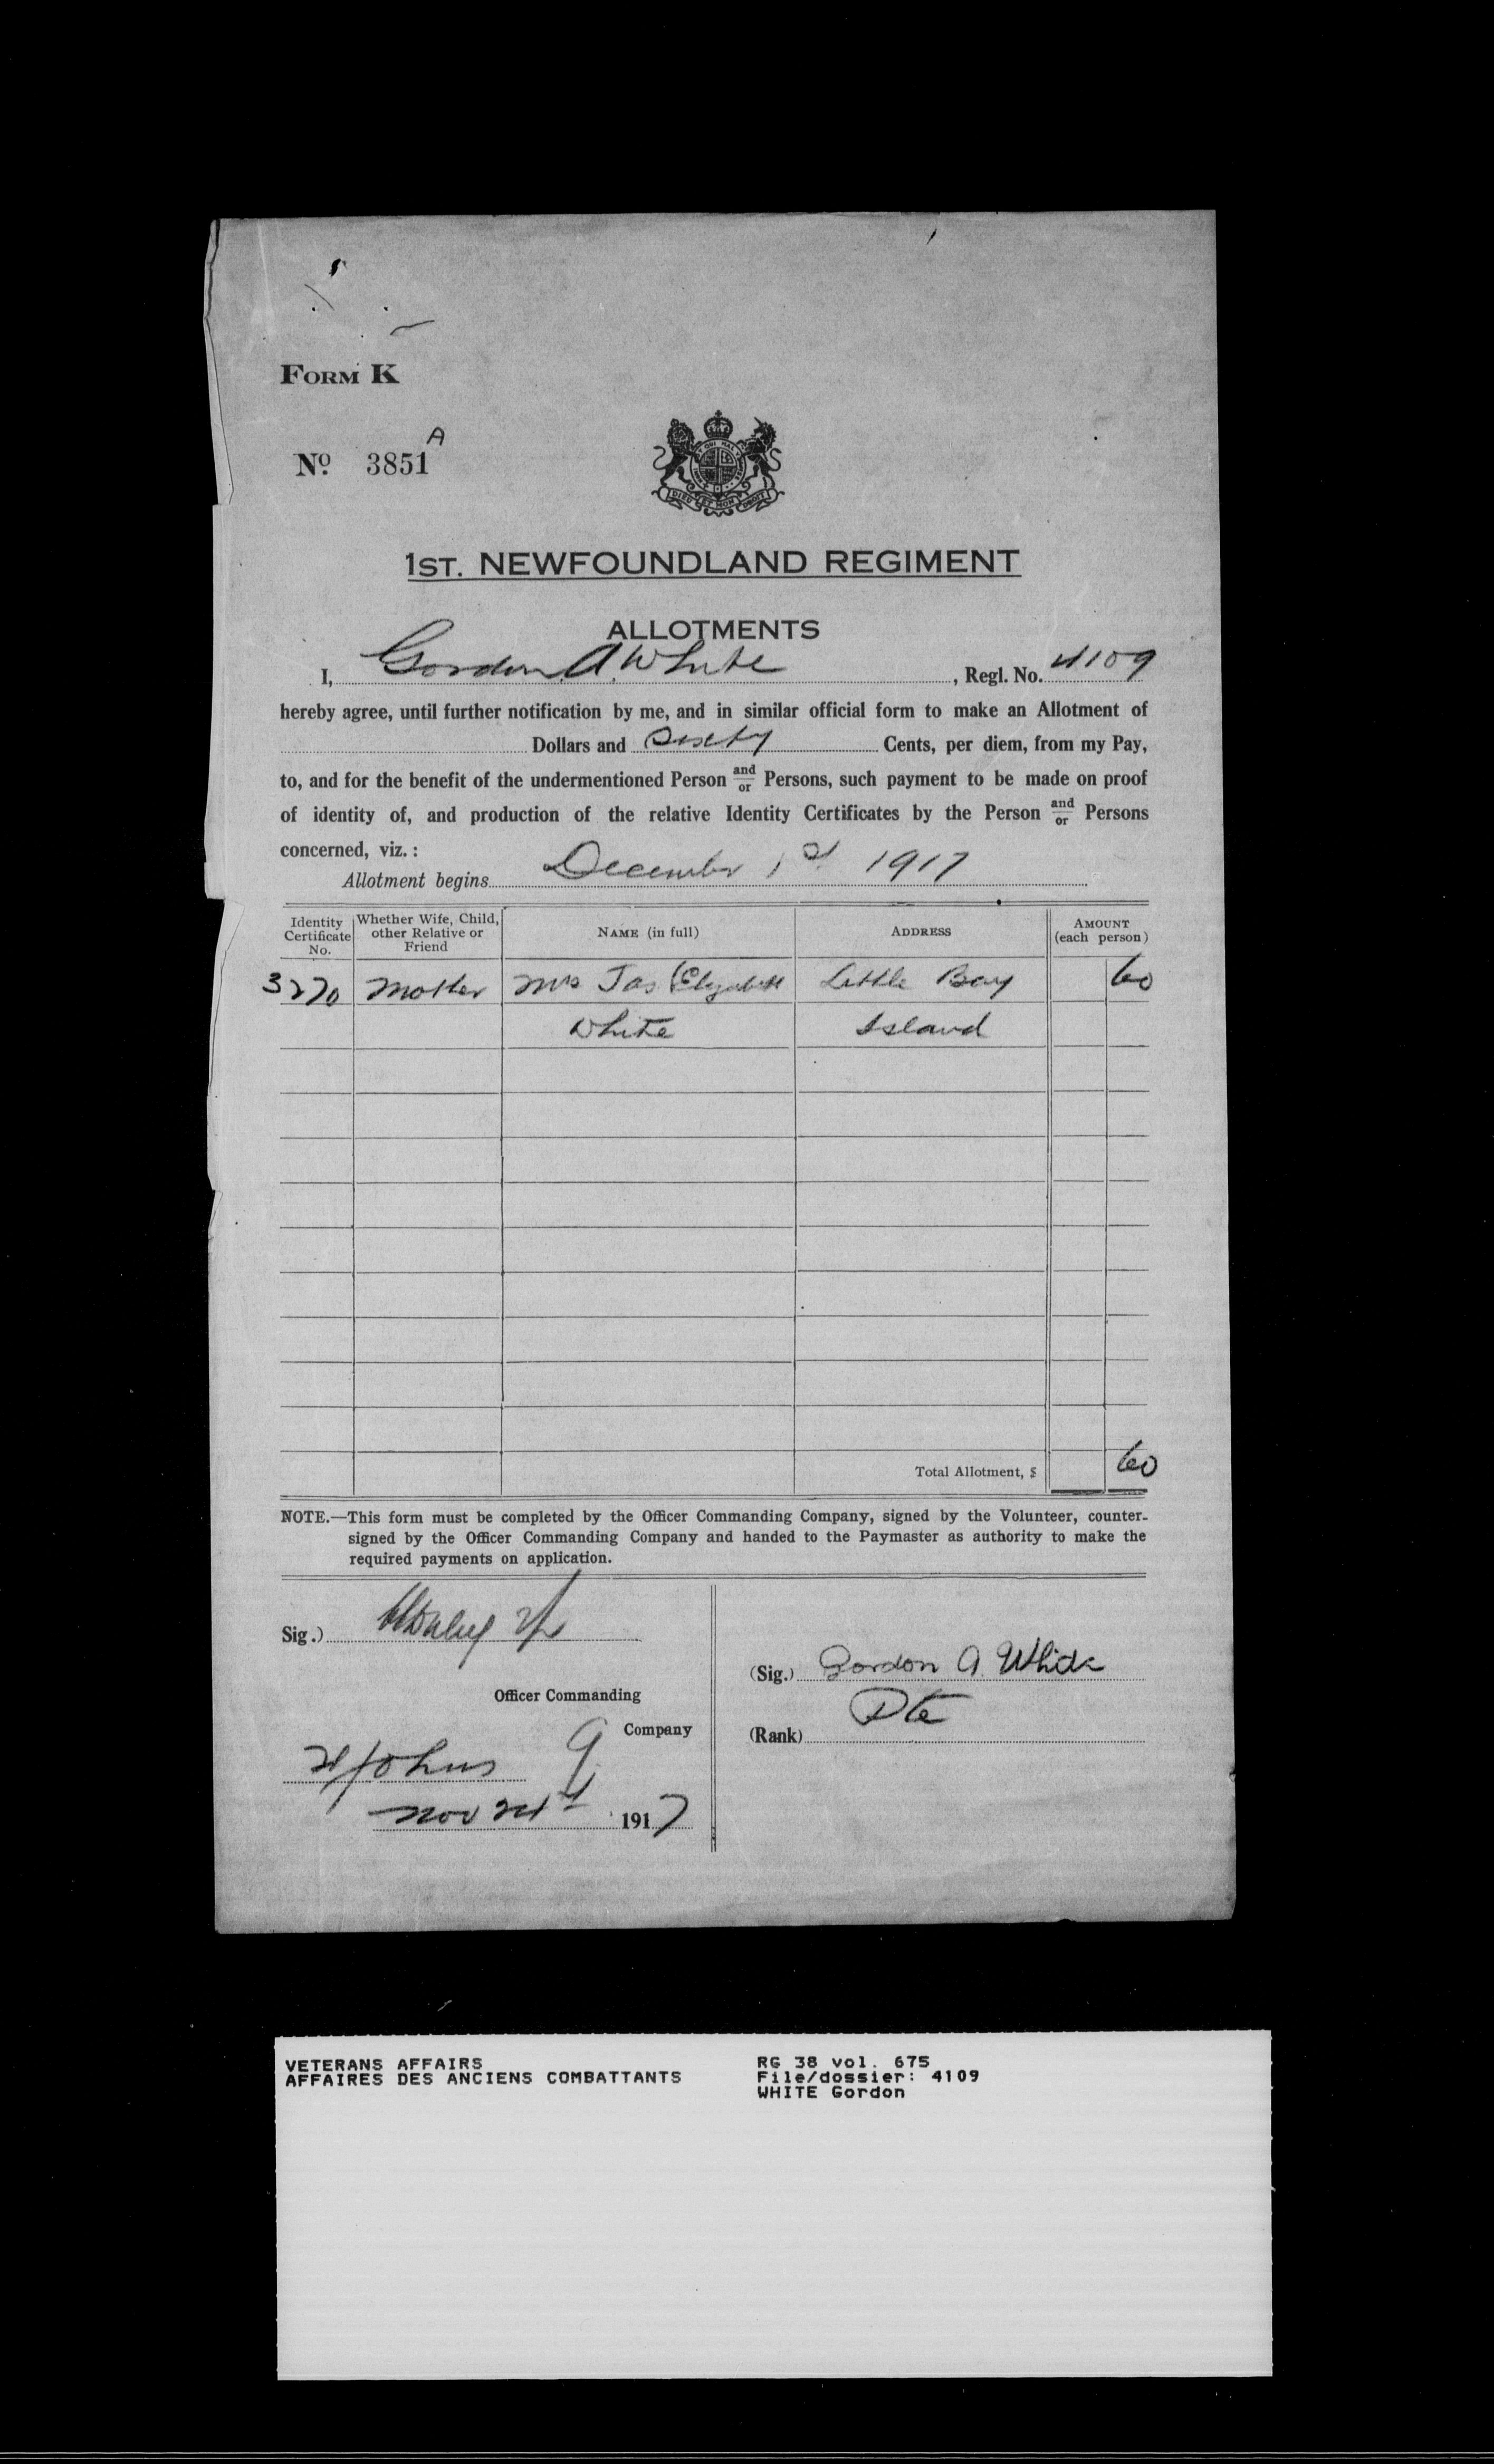 FORM K
No. 3851 A
DIEU ET MON DROIT
1ST. NEWFOUNDLAND REGIMENT
ALLOTMENTS
I, Gordon A. White, Regl. No. 4109
hereby agree, until further notification by me, and in similar official form to make an Allotment of
Dollars and Sixty Cents, per diem, from my Pay,
to, and for the benefit of the undermentioned Person and/or Persons, such payment to be made on proof
of identity of, and production of the relative Identity Certificates by the Person and/or Persons
concerned, viz. :
Allotment begins December 1st 1917
Identity Certificate No. Whether Wife, Child, other Relative or Friend NAME (in full) ADDRESS AMOUNT (each person)
3270 Mother Mrs Jas (Elizabeth Little Bay 60
White Island
Total Allotment, $ 60
NOTE.—This form must be completed by the Officer Commanding Company, signed by the Volunteer, counter-
signed by the Officer Commanding Company and handed to the Paymaster as authority to make the
required payments on application.
Sig.)
Officer Commanding
G Company
St Johns
Nov 1917
(Sig.) Gordon A. White
(Rank) Pte
VETERANS AFFAIRS
AFFAIRES DES ANCIENS COMBATTANTS
RG 38 vol. 675
File/dossier: 4109
WHITE Gordon